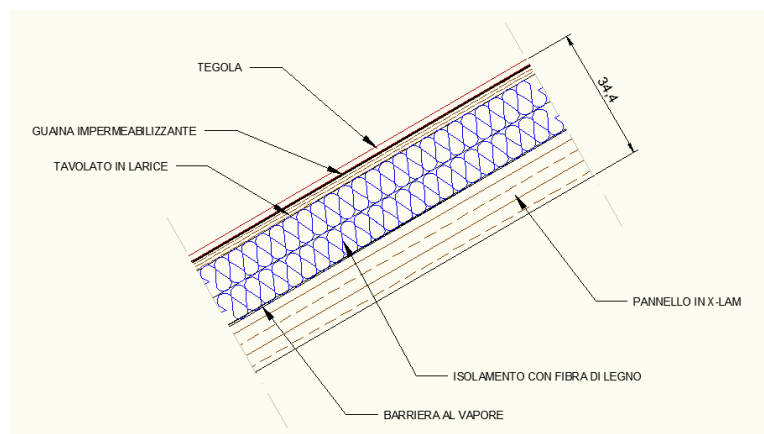 TEGOLA
34,4
GUAINA IMPERMEABILIZZANTE
TAVOLATO IN LARICE
PANNELLO IN X-LAM
ISOLAMENTO CON FIBRA DI LEGNO
BARRIERA AL VAPORE